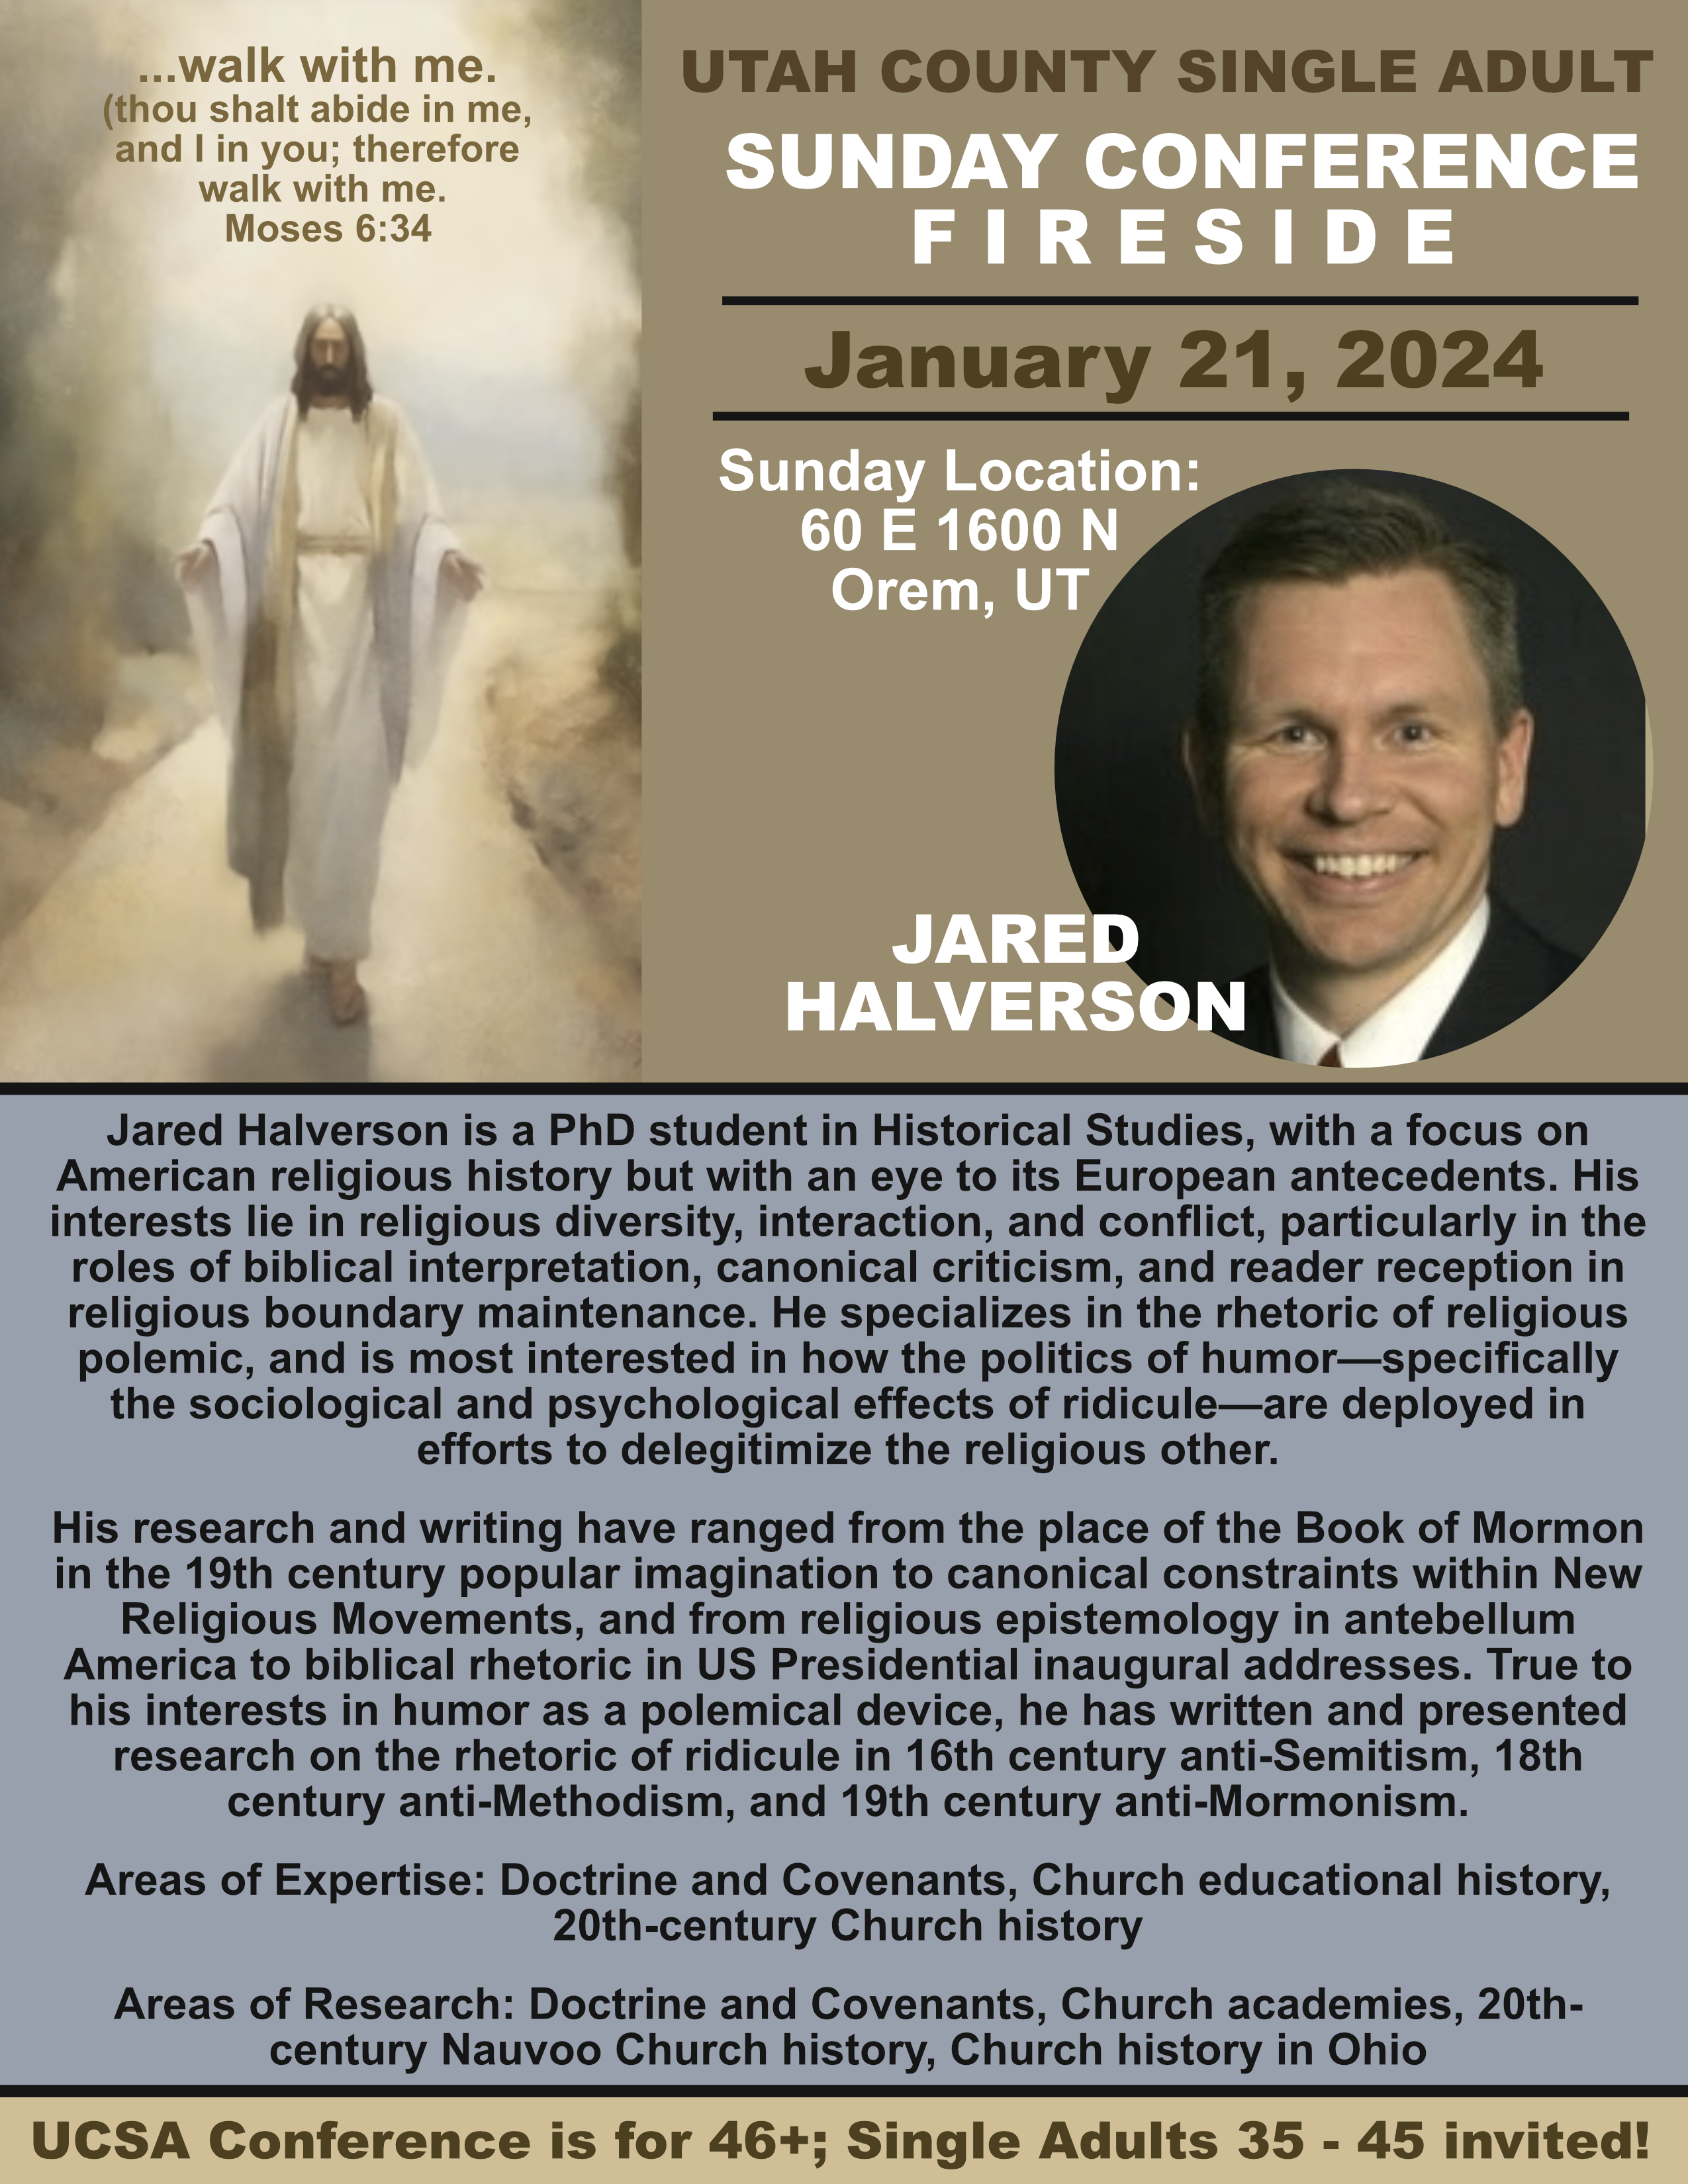 ...walk with me.
(thou shalt abide in me,
and I in you; therefore
walk with me.
Moses 6:34
UTAH COUNTY SINGLE ADULT
SUNDAY CONFERENCE
FIRESIDE
January 21, 2024
Sunday Location:
60 E 1600 N
Orem, UT
JARED
HALVERSON
Jared Halverson is a PhD student in Historical Studies, with a focus on
American religious history but with an eye to its European antecedents. His
interests lie in religious diversity, interaction, and conflict, particularly in the
roles of biblical interpretation, canonical criticism, and reader reception in
religious boundary maintenance. He specializes in the rhetoric of religious
polemic, and is most interested in how the politics of humor—specifically
the sociological and psychological effects of ridicule—are deployed in
efforts to delegitimize the religious other.
His research and writing have ranged from the place of the Book of Mormon
in the 19th century popular imagination to canonical constraints within New
Religious Movements, and from religious epistemology in antebellum
America to biblical rhetoric in US Presidential inaugural addresses. True to
his interests in humor as a polemical device, he has written and presented
research on the rhetoric of ridicule in 16th century anti-Semitism, 18th
century anti-Methodism, and 19th century anti-Mormonism.
Areas of Expertise: Doctrine and Covenants, Church educational history,
20th-century Church history
Areas of Research: Doctrine and Covenants, Church academies, 20th-
century Nauvoo Church history, Church history in Ohio
UCSA Conference is for 46+; Single Adults 35 - 45 invited!